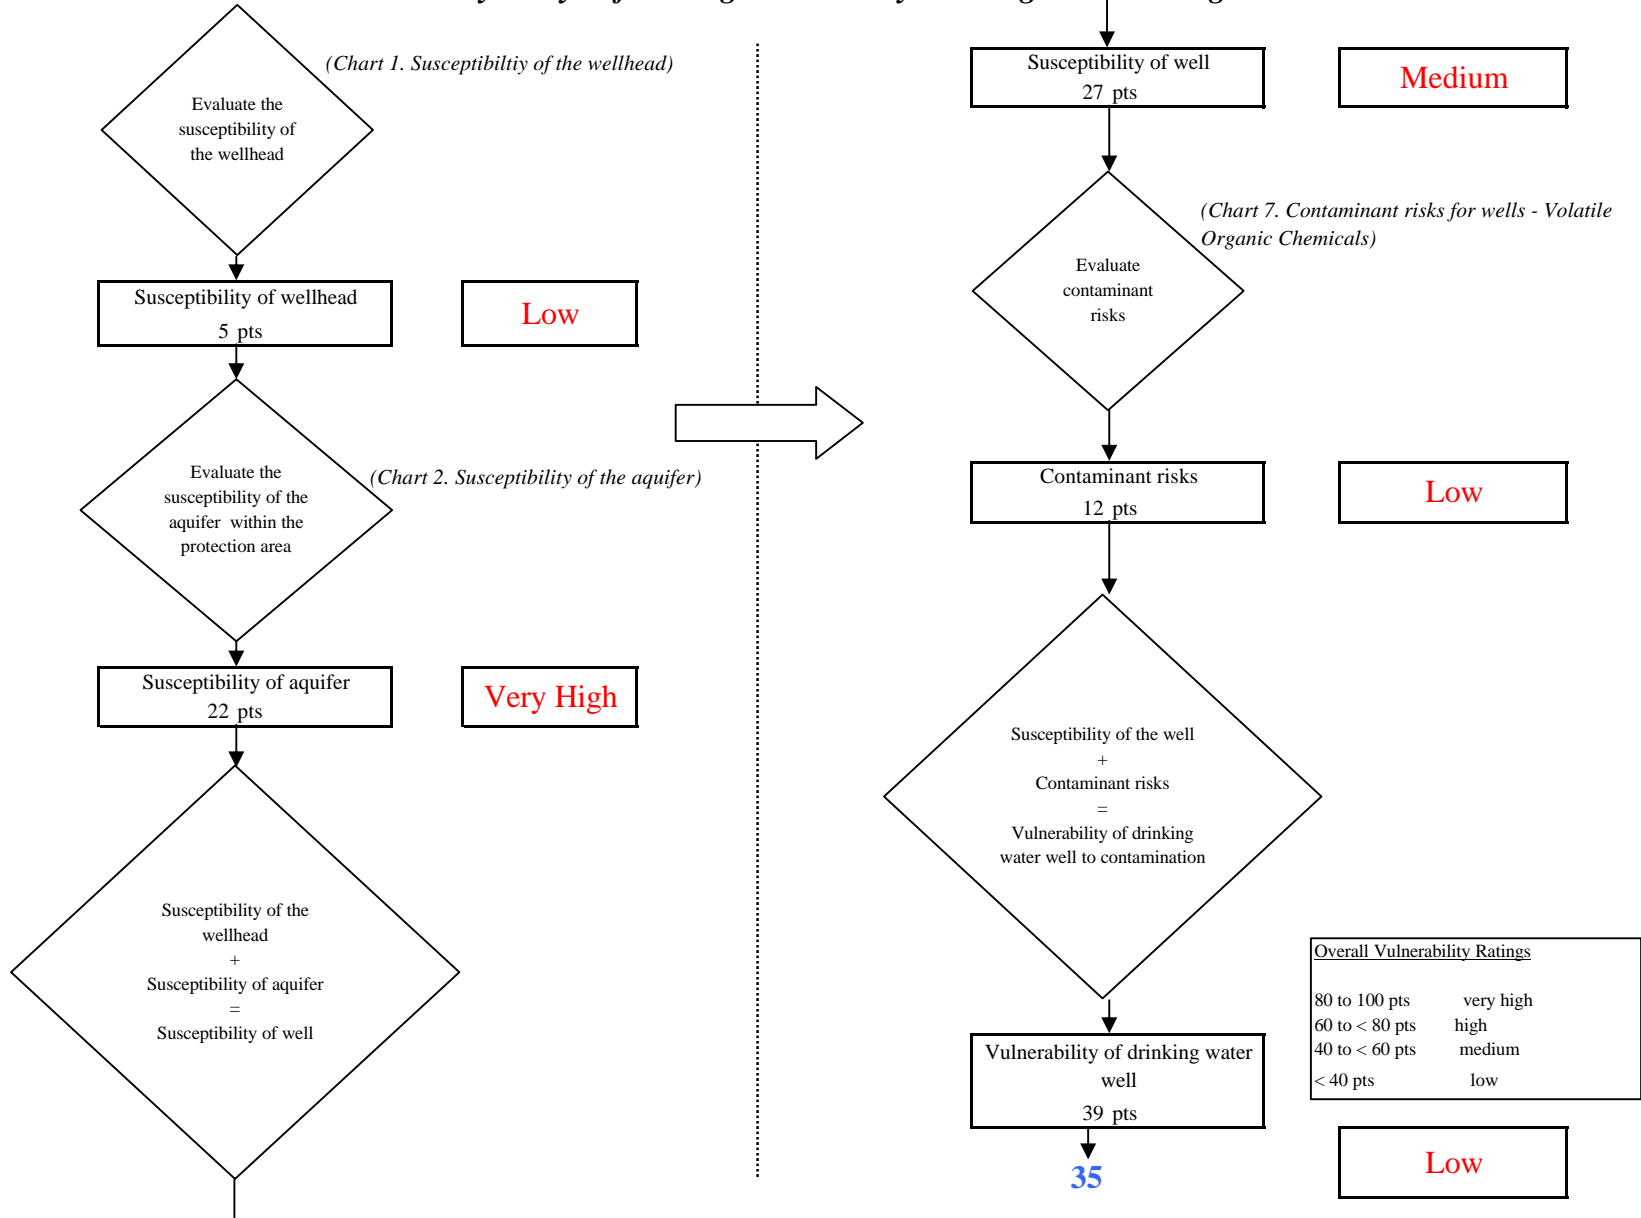 (Chart 1. Susceptibiltiy of the wellhead)
Evaluate the
susceptibility of
the wellhead
Susceptibility of wellhead
5 pts
Low
Evaluate the
susceptibility of the
aquifer within the
protection area
(Chart 2. Susceptibility of the aquifer)
Susceptibility of aquifer
22 pts
Very High
Susceptibility of the
wellhead
+
Susceptibility of aquifer
=
Susceptibility of well
Susceptibility of well
27 pts
Medium
(Chart 7. Contaminant risks for wells - Volatile
Organic Chemicals)
Evaluate
contaminant
risks
Contaminant risks
12 pts
Low
Susceptibility of the well
+
Contaminant risks
=
Vulnerability of drinking
water well to contamination
Overall Vulnerability Ratings
80 to 100 pts very high
60 to < 80 pts high
40 to < 60 pts medium
< 40 pts low
Vulnerability of drinking water
well
39 pts
35
Low